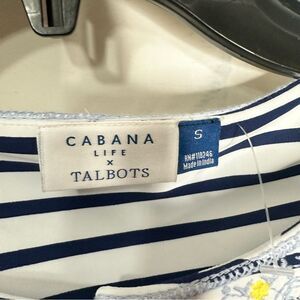 CABANA
LIFE
×
TALBOTS
S
Made in India